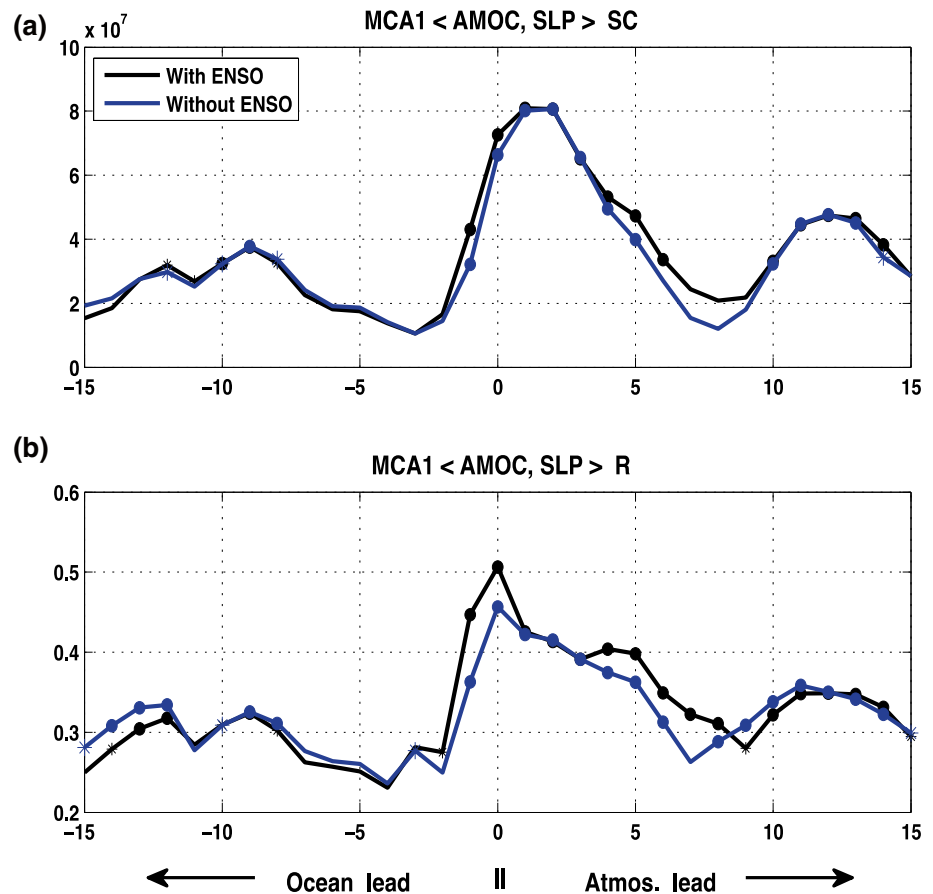 (a)
MCA1 < AMOC, SLP > SC
x 10⁷
10
8
6
4
2
0
With ENSO
Without ENSO
−15 −10 −5 0 5 10 15
(b)
MCA1 < AMOC, SLP > R
0.6
0.5
0.4
0.3
0.2
−15 −10 −5 0 5 10 15
Ocean lead II Atmos. lead